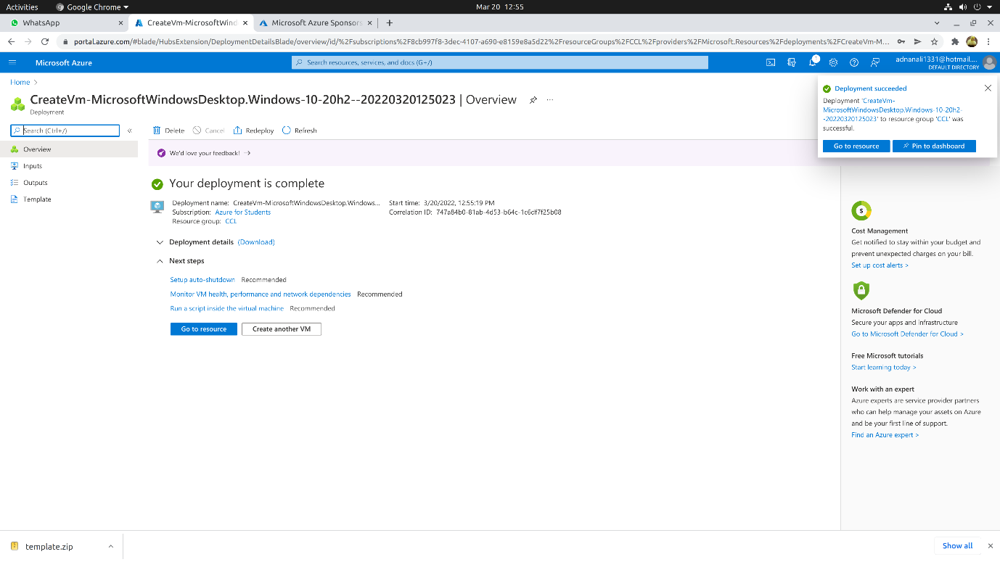 Activities
Google Chrome
Mar 20 12:55
WhatsApp
CreateVm-MicrosoftWind
Microsoft Azure Sponsors
portal.azure.com/#blade/HubsExtension/DeploymentDetailsBlade/overview/id/%2Fsubscriptions%2F8cb997f8-3dec-4107-a690-e8159e8a5d22%2FresourceGroups%2FCCL%2Fproviders%2FMicrosoft.Resources%2Fdeployments%2FCreateVm-M...
Microsoft Azure
Search resources, services, and docs (G+/)
1
adnanali1331@hotmail....
DEFAULT DIRECTORY
Home >
CreateVm-MicrosoftWindowsDesktop.Windows-10-20h2--20220320125023 | Overview
Deployment
Search (Ctrl+/)
Overview
Inputs
Outputs
Template
Delete
Cancel
Redeploy
Refresh
We'd love your feedback! →
Your deployment is complete
Deployment name: CreateVm-MicrosoftWindowsDesktop.Windows...
Subscription: Azure for Students
Resource group: CCL
Start time: 3/20/2022, 12:55:19 PM
Correlation ID: 747a84b0-81ab-4d53-b64c-1c6df7f25b08
Deployment details (Download)
Next steps
Setup auto-shutdown Recommended
Monitor VM health, performance and network dependencies Recommended
Run a script inside the virtual machine Recommended
Go to resource
Create another VM
Deployment succeeded
Deployment 'CreateVm-
MicrosoftWindowsDesktop.Windows-10-20h2-
-20220320125023' to resource group 'CCL' was
successful.
Go to resource
Pin to dashboard
$
Cost Management
Get notified to stay within your budget and
prevent unexpected charges on your bill.
Set up cost alerts >
Microsoft Defender for Cloud
Secure your apps and infrastructure
Go to Microsoft Defender for Cloud >
Free Microsoft tutorials
Start learning today >
Work with an expert
Azure experts are service provider partners
who can help manage your assets on Azure
and be your first line of support.
Find an Azure expert >
template.zip
Show all